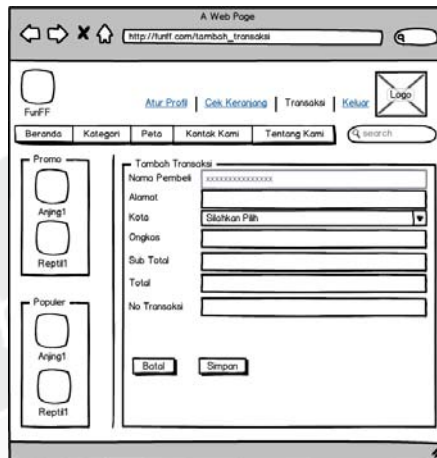 A Web Page
http://funff.com/tambah_transaksi
FunFF
Atur Profil | Cek Keranjang | Transaksi | Keluar
Logo
Beranda Kategori Peta Kontak Kami Tentang Kami search
Promo
Anjing1
Reptil1
Populer
Anjing1
Reptil1
Tambah Transaksi
Nama Pembeli xxxxxxxxxxxxxxx
Alamat
Kota Silahkan Pilih
Ongkos
Sub Total
Total
No Transaksi
Batal Simpan